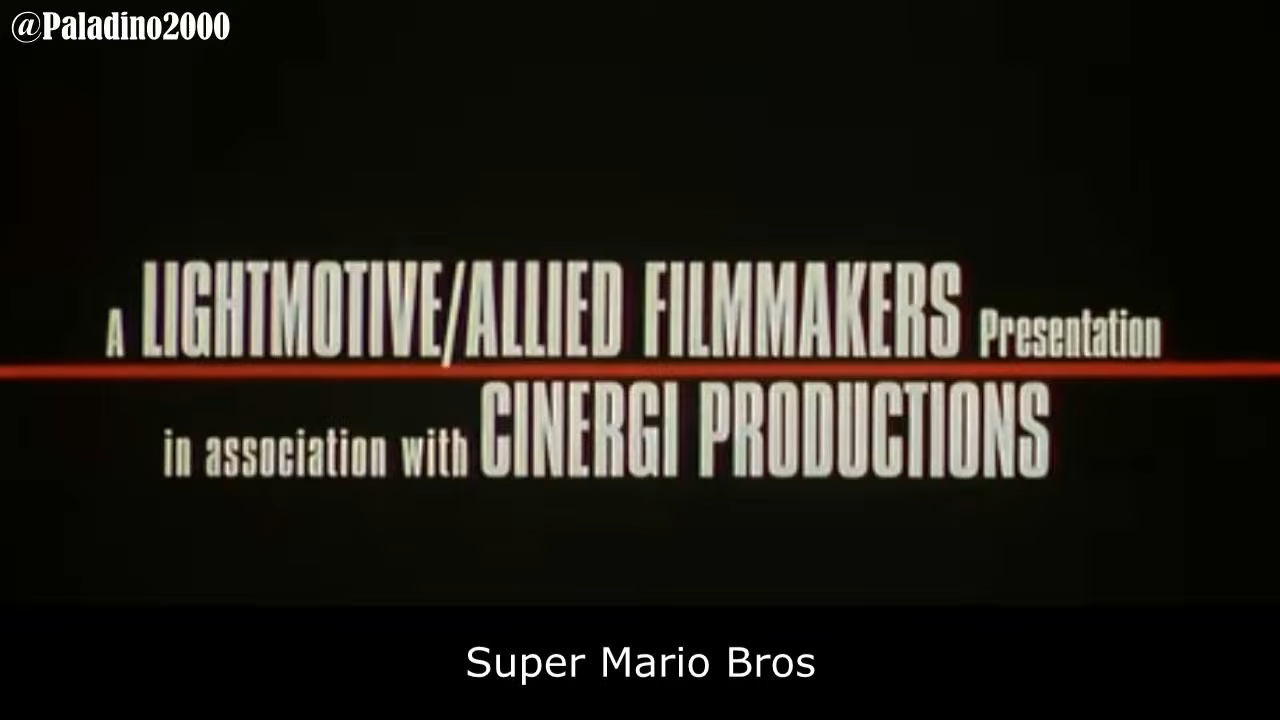 @Paladino2000
A LIGHTMOTIVE/ALLIED FILMMAKERS Presentation
in association with CINERGI PRODUCTIONS
Super Mario Bros